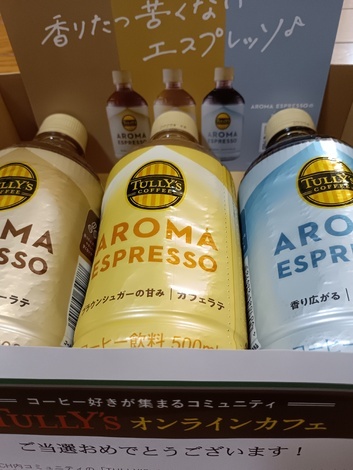 香りたつ苦くない
エスプレッソ♪
AROMA ESPRESSO®
TULLY'S
COFFEE
AROMA
ESPRESSO
TULLY'S
COFFEE
AROMA
ESPRESSO
ブラウンシュガーの甘み | カフェラテ
コーヒー飲料 500ml
TULLY'S
COFFEE
ARO
ESPRE
香り広がる
コーヒー好きが集まるコミュニティ
TULLY'S オンラインカフェ
ご当選おめでとうございます!